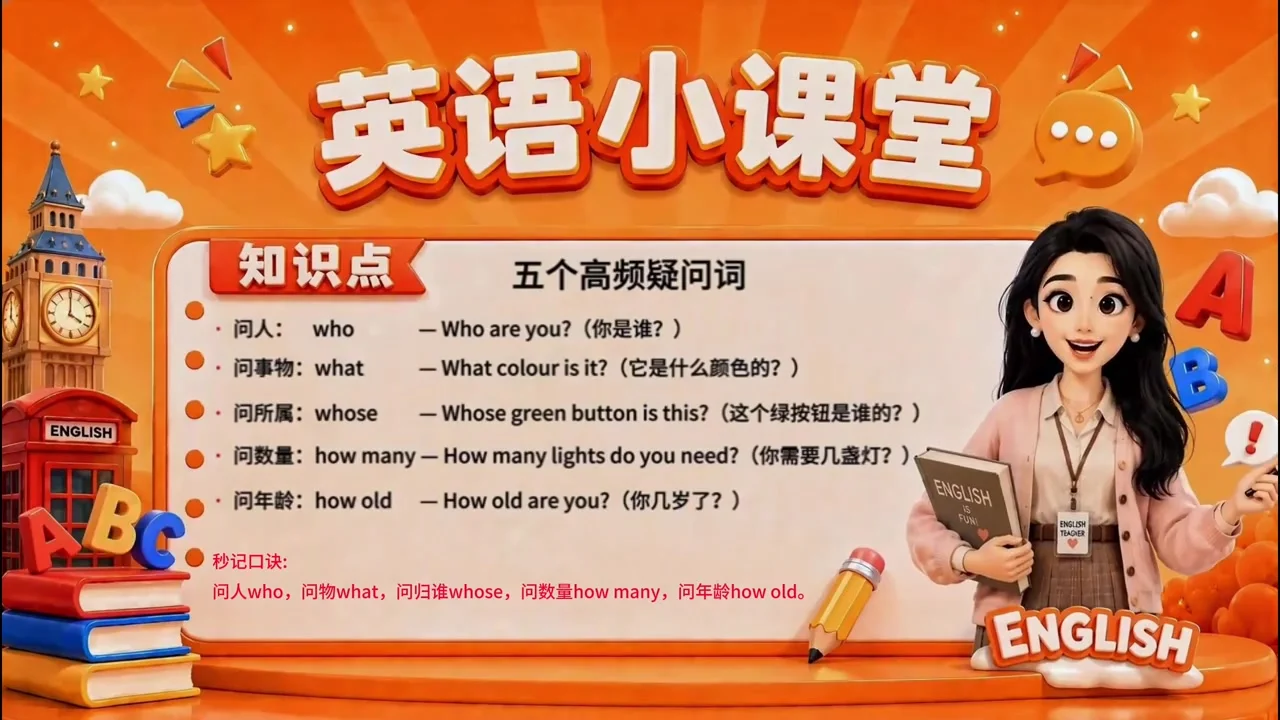 英语小课堂
知识点
五个高频疑问词
· 问人： who — Who are you?（你是谁？）
· 问事物：what — What colour is it?（它是什么颜色的？）
· 问所属：whose — Whose green button is this?（这个绿按钮是谁的？）
· 问数量：how many — How many lights do you need?（你需要几盏灯？）
· 问年龄：how old — How old are you?（你几岁了？）
秒记口诀:
问人who，问物what，问归谁whose，问数量how many，问年龄how old。
ENGLISH
A B C
A
B
!
ENGLISH
IS
FUN!
ENGLISH
TEACHER
ENGLISH